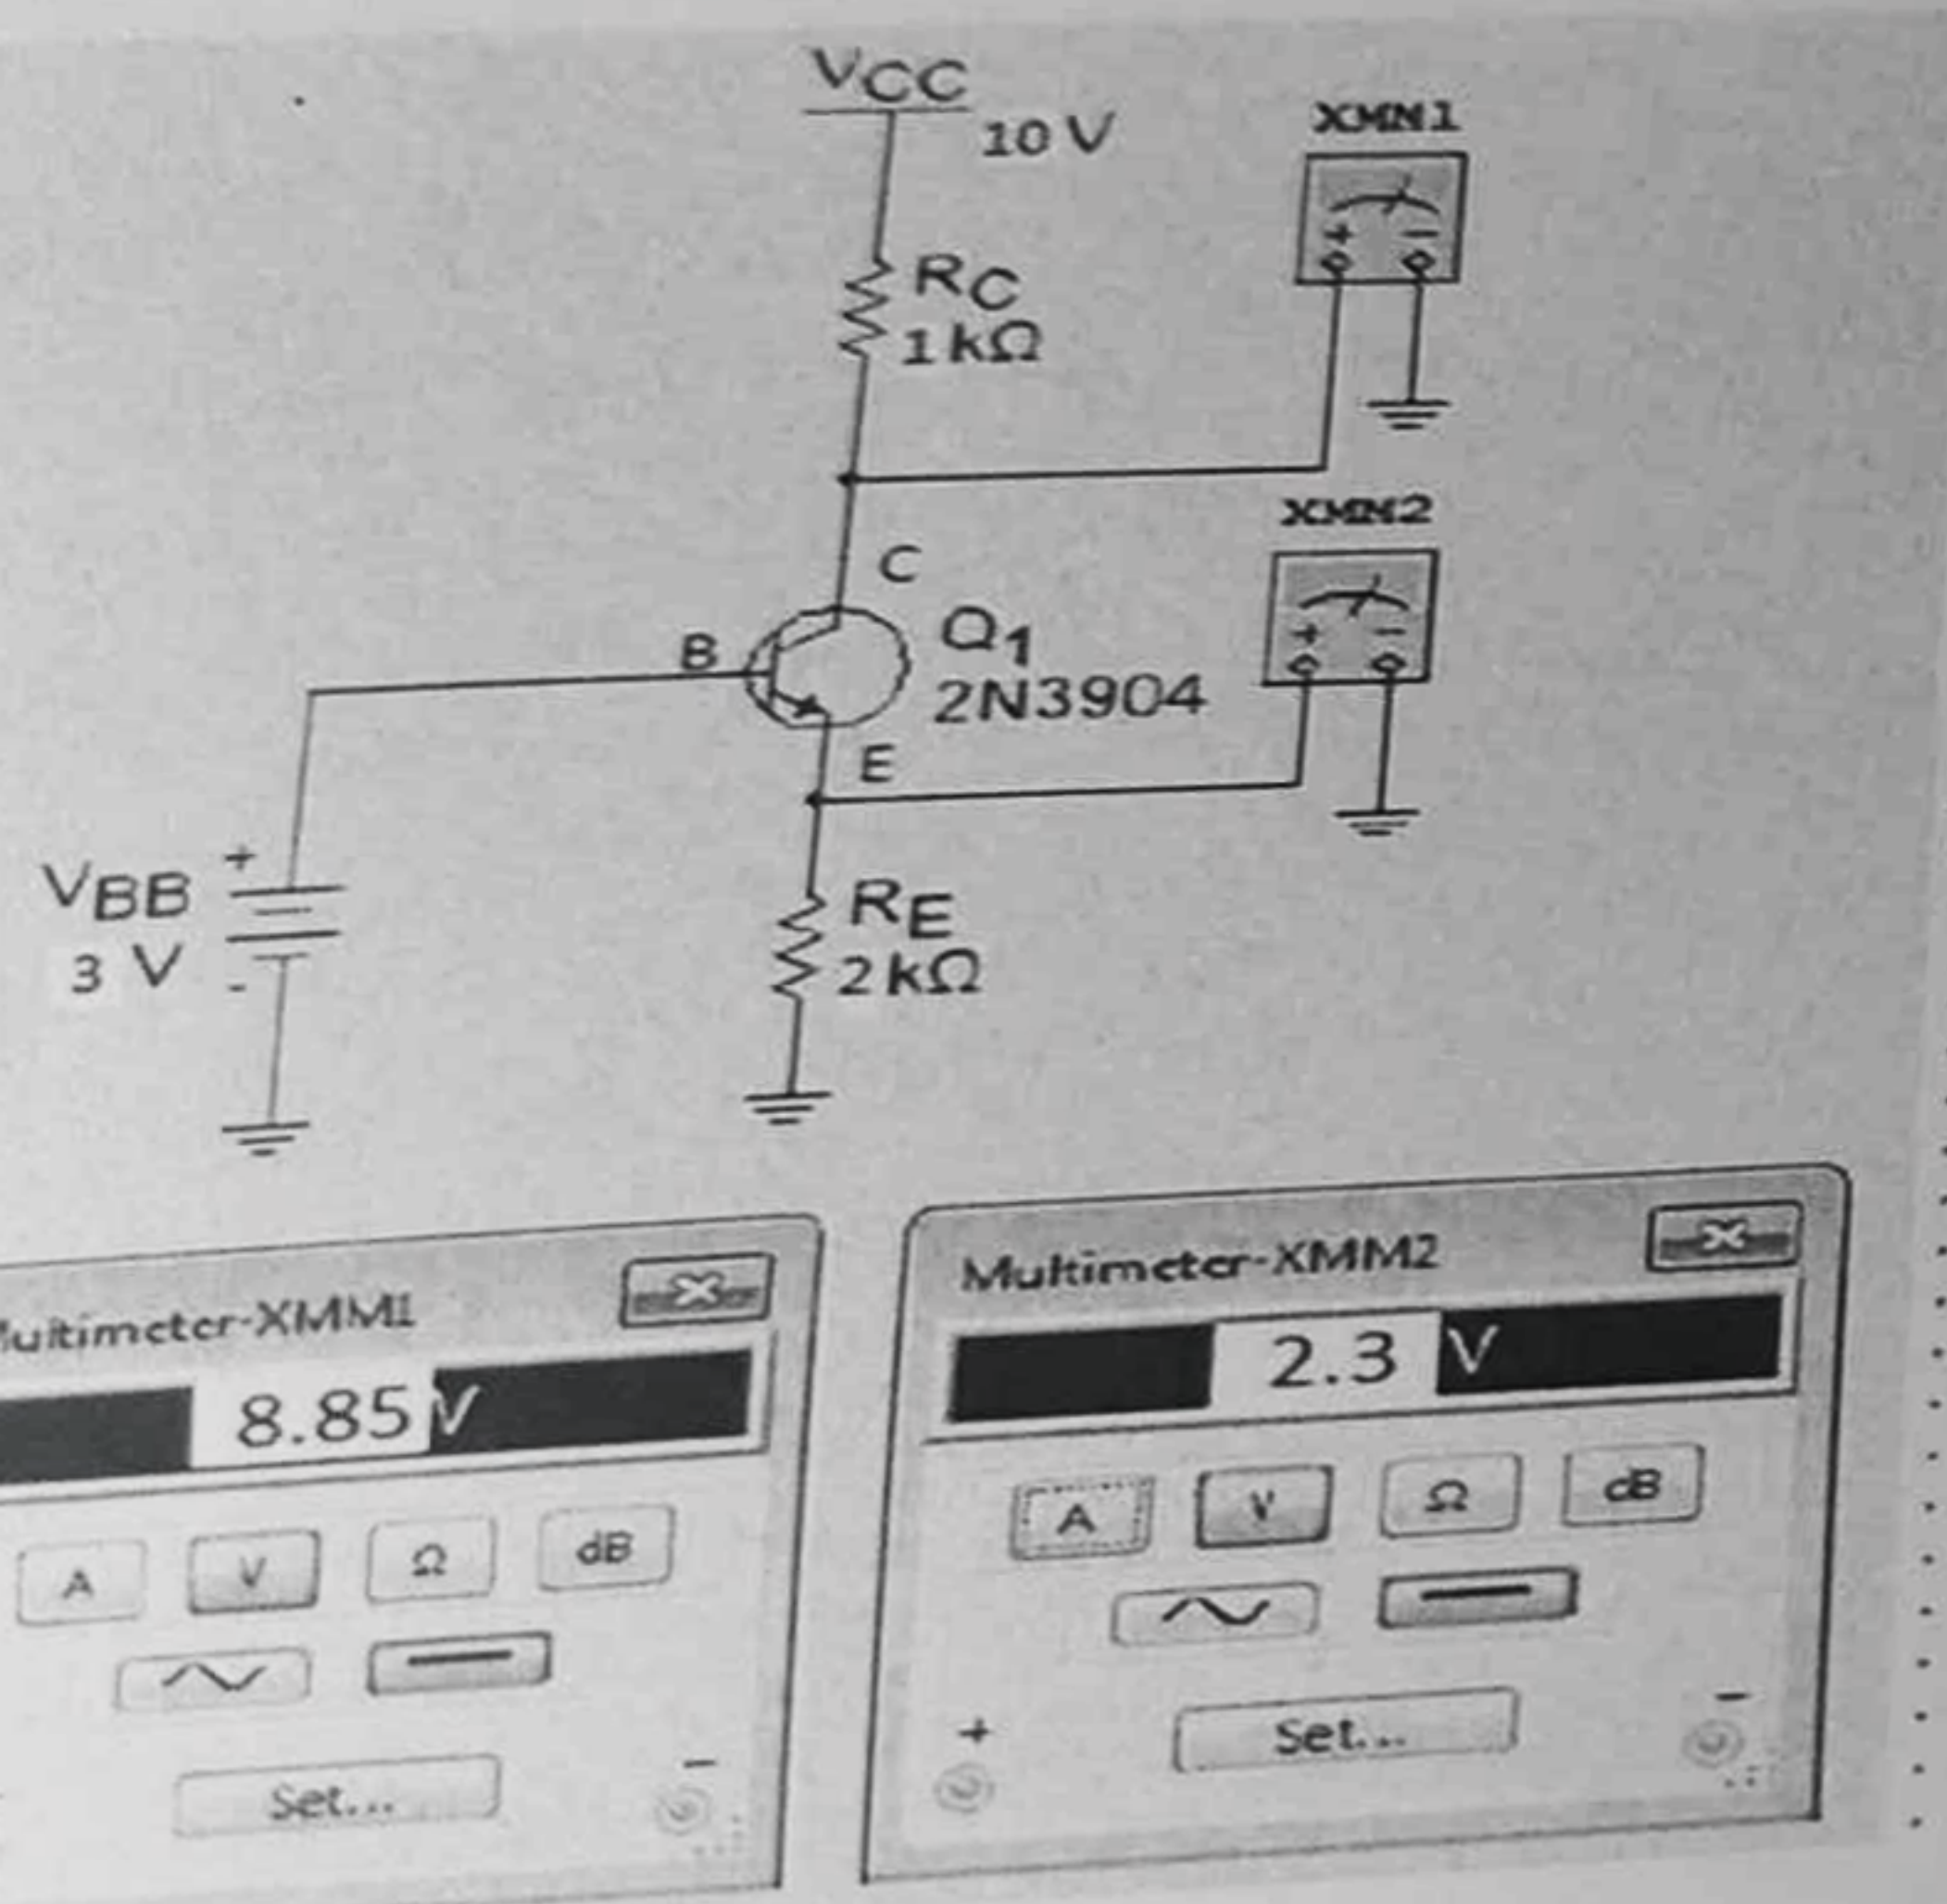 VCC
10 V
XMM1
+ −
RC
1 kΩ
XMM2
+ −
C
B
Q1
2N3904
E
+
VBB
3 V
-
RE
2 kΩ
ultimeter-XMM1
8.85 V
A V Ω dB
Set...
−
Multimeter-XMM2
2.3 V
A V Ω dB
+
Set...
−